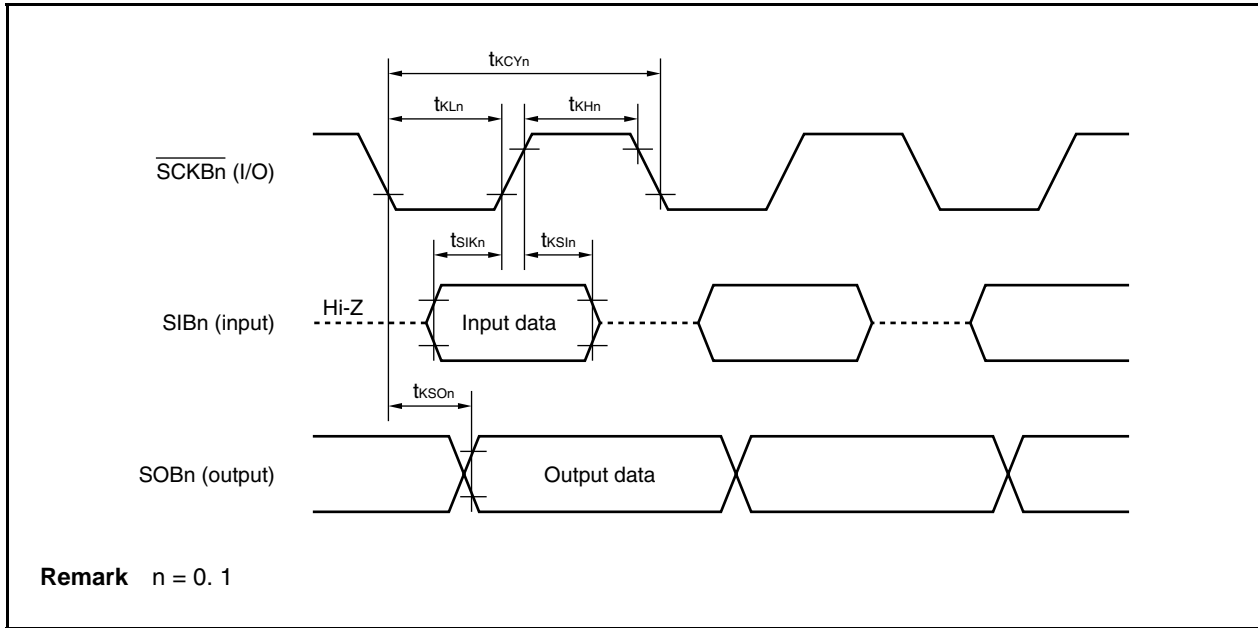 tKCYn
tKLn
tKHn
SCKBn (I/O)
tSIKn
tKSIn
Hi-Z
SIBn (input)
Input data
tKSOn
SOBn (output)
Output data
Remark n = 0. 1